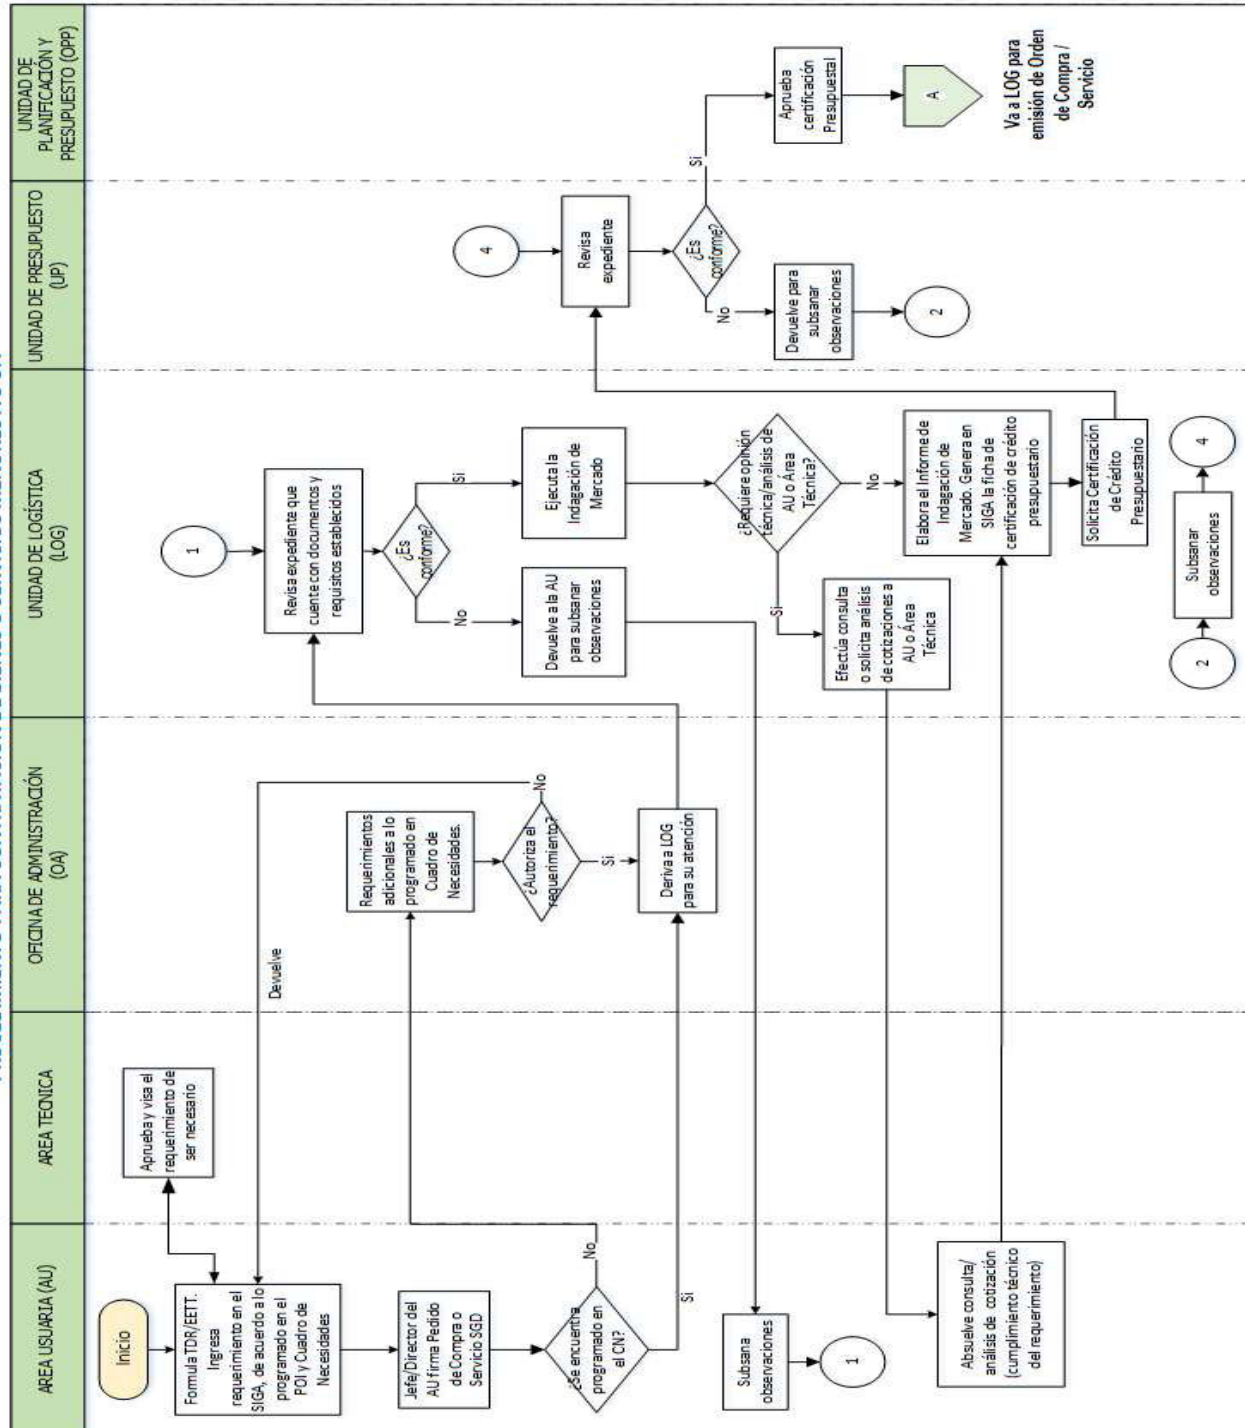 AREA USUARIA (AU)
AREA TECNICA
OFICINA DE ADMINISTRACIÓN
(OA)
UNIDAD DE LOGÍSTICA
(LOG)
UNIDAD DE PRESUPUESTO
(UP)
UNIDAD DE
PLANIFICACIÓN Y
PRESUPUESTO (OPP)
Inicio
Formula TDR/EETT.
Ingresa
requerimiento en el
SIGA, de acuerdo a lo
programado en el
POI y Cuadro de
Necesidades
Jefe/Director del
AU firma Pedido
de Compra o
Servicio SGD
¿Se encuentra
programado en
el CN?
No
Si
Subsana
observaciones
1
Absuelve consulta/
análisis de cotización
(cumplimiento técnico
del requerimiento)
Aprueba y visa el
requerimiento de
ser necesario
Devuelve
Requerimientos
adicionales a lo
programado en
Cuadro de
Necesidades.
¿Autoriza el
requerimiento?
No
Si
Deriva a LOG
para su atención
1
Revisa expediente que
cuente con documentos y
requisitos establecidos
¿Es
conforme?
No
Si
Devuelve a la AU
para subsanar
observaciones
Ejecuta la
Indagación de
Mercado
¿Requiere opinión
técnica/análisis de
AU o Área
Técnica?
Si
No
Efectúa consulta
o solicita análisis
de cotizaciones a
AU o Área
Técnica
Elabora el Informe de
Indagación de
Mercado. Genera en
SIGA la ficha de
certificación de crédito
presupuestario
Solicita Certificación
de Crédito
Presupuestario
2
Subsanar
observaciones
4
4
Revisa
expediente
¿Es
conforme?
No
Si
Devuelve para
subsanar
observaciones
2
Aprueba
certificación
Presupuestal
A
Va a LOG para
emisión de Orden
de Compra /
Servicio